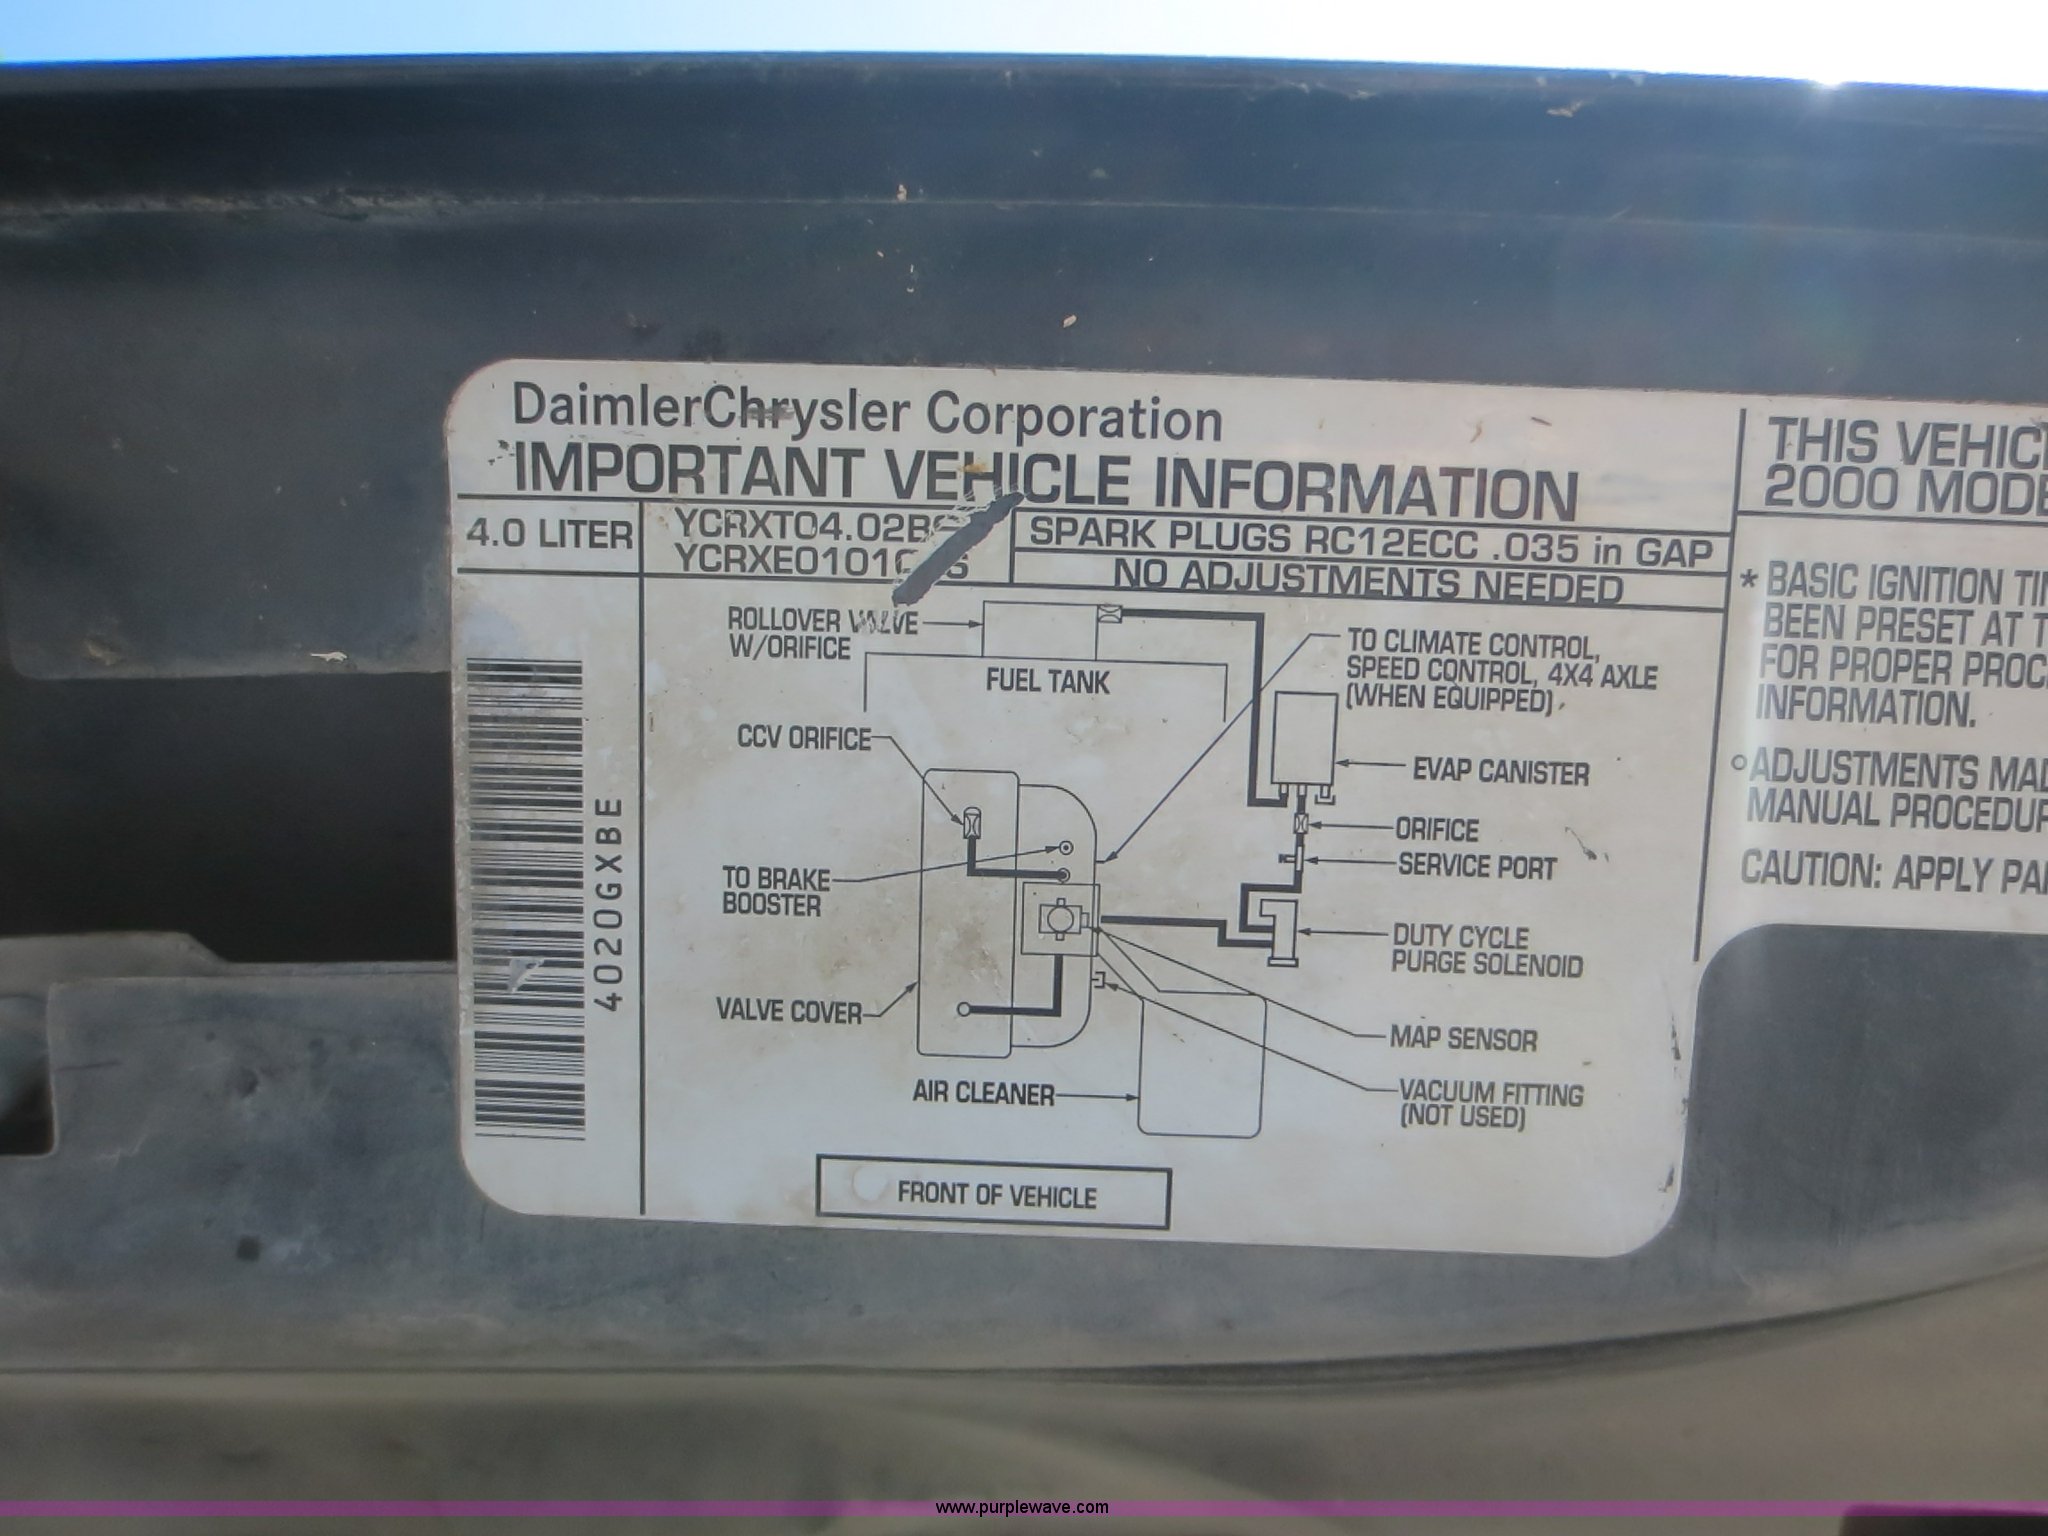 DaimlerChrysler Corporation
IMPORTANT VEHICLE INFORMATION
4.0 LITER
YCRXT04.02B
YCRXE0101
SPARK PLUGS RC12ECC .035 in GAP
NO ADJUSTMENTS NEEDED
ROLLOVER VALVE
W/ORIFICE
FUEL TANK
TO CLIMATE CONTROL,
SPEED CONTROL, 4X4 AXLE
(WHEN EQUIPPED)
CCV ORIFICE
EVAP CANISTER
ORIFICE
SERVICE PORT
TO BRAKE
BOOSTER
DUTY CYCLE
PURGE SOLENOID
VALVE COVER
MAP SENSOR
AIR CLEANER
VACUUM FITTING
(NOT USED)
FRONT OF VEHICLE
4020GXBE
THIS VEHIC
2000 MODE
* BASIC IGNITION TI
BEEN PRESET AT T
FOR PROPER PROC
INFORMATION.
° ADJUSTMENTS MAD
MANUAL PROCEDUR
CAUTION: APPLY PA
www.purplewave.com